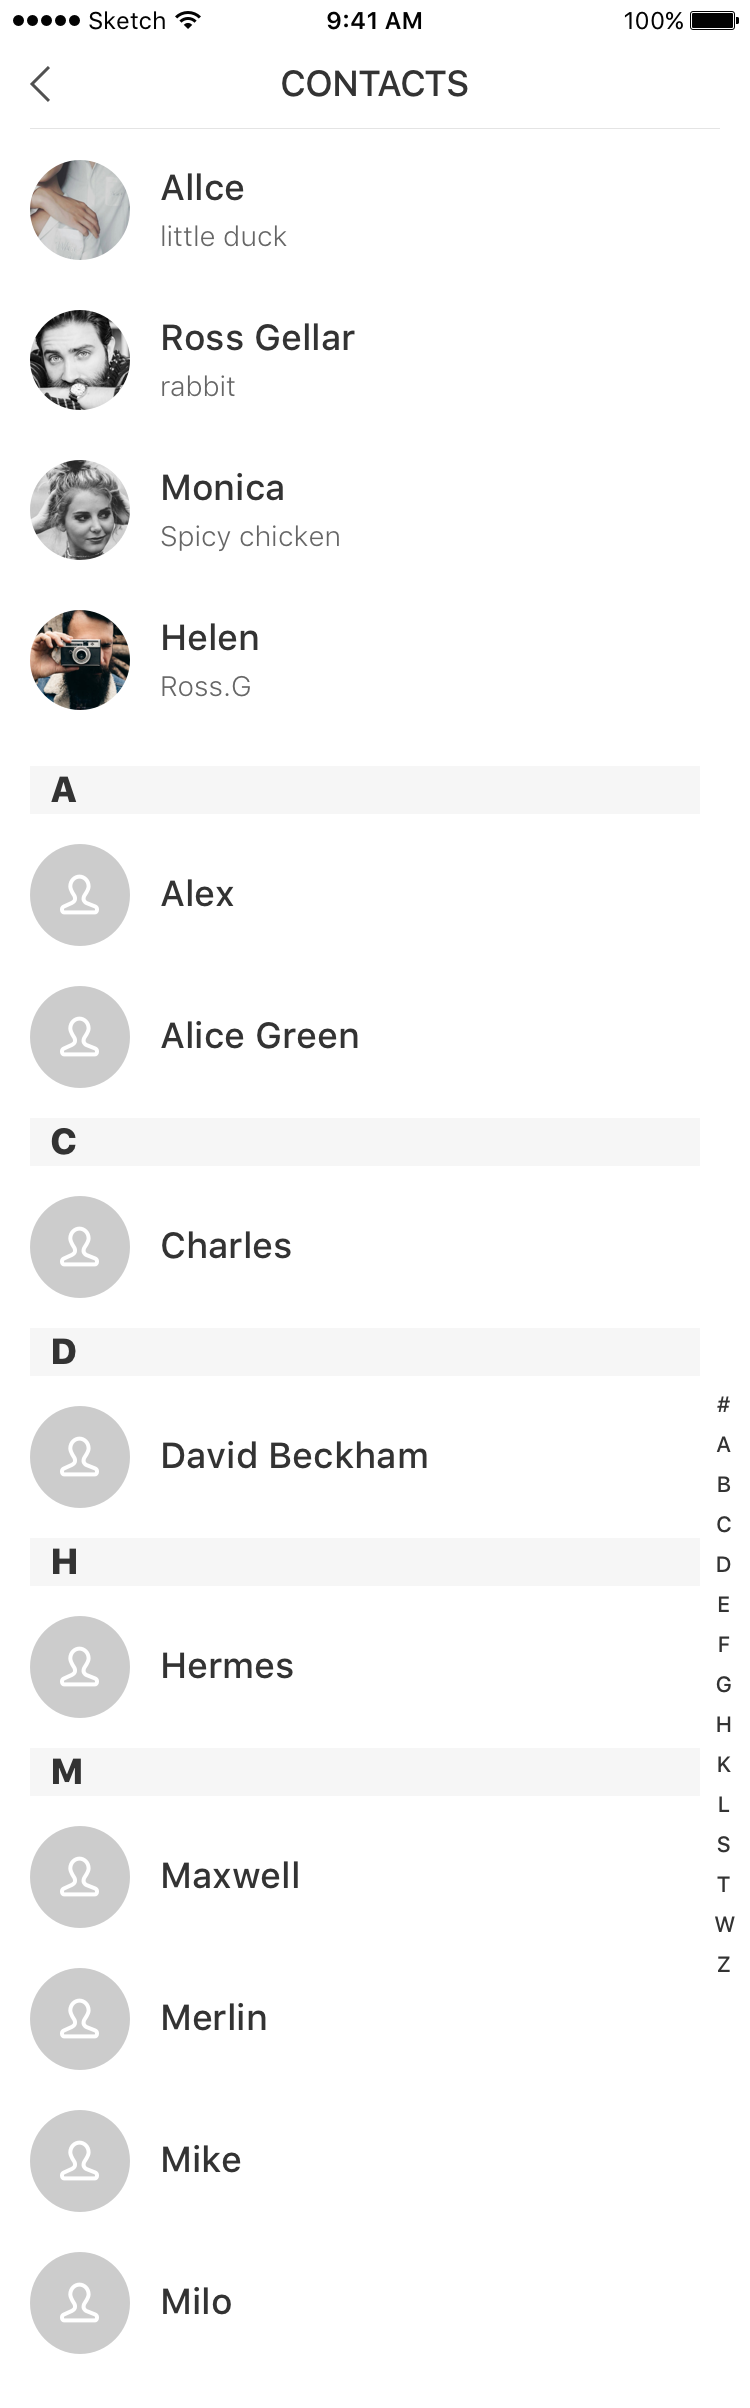 Sketch 9:41 AM 100%
CONTACTS
Allce
little duck
Ross Gellar
rabbit
Monica
Spicy chicken
Helen
Ross.G
A
Alex
Alice Green
C
Charles
D
David Beckham
H
Hermes
M
Maxwell
Merlin
Mike
Milo
#
A
B
C
D
E
F
G
H
K
L
S
T
W
Z